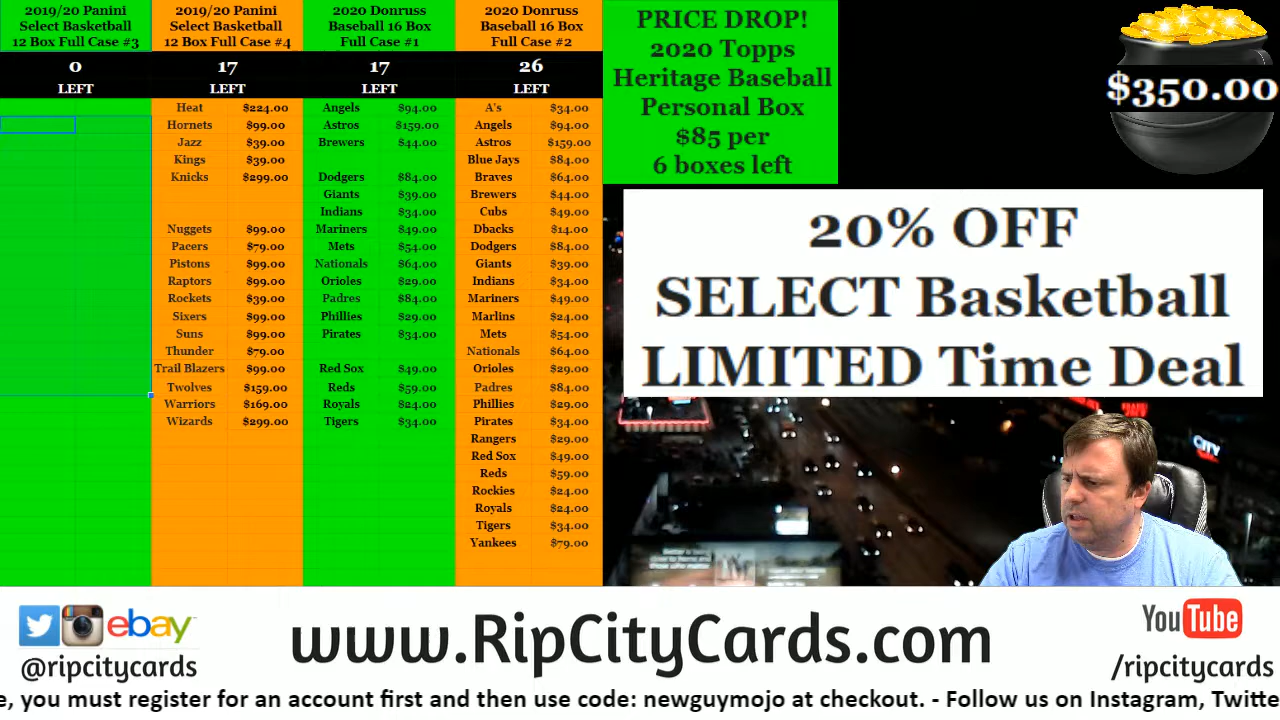 2019/20 Panini
Select Basketball
12 Box Full Case #3
0
LEFT
2019/20 Panini
Select Basketball
12 Box Full Case #4
17
LEFT
Heat $224.00
Hornets $99.00
Jazz $39.00
Kings $39.00
Knicks $299.00
Nuggets $99.00
Pacers $79.00
Pistons $99.00
Raptors $99.00
Rockets $39.00
Sixers $99.00
Suns $99.00
Thunder $79.00
Trail Blazers $99.00
Twolves $159.00
Warriors $169.00
Wizards $299.00
2020 Donruss
Baseball 16 Box
Full Case #1
17
LEFT
Angels $94.00
Astros $159.00
Brewers $44.00
Dodgers $84.00
Giants $39.00
Indians $34.00
Mariners $49.00
Mets $54.00
Nationals $64.00
Orioles $29.00
Padres $84.00
Phillies $29.00
Pirates $34.00
Red Sox $49.00
Reds $59.00
Royals $24.00
Tigers $34.00
2020 Donruss
Baseball 16 Box
Full Case #2
26
LEFT
A's $34.00
Angels $94.00
Astros $159.00
Blue Jays $84.00
Braves $64.00
Brewers $44.00
Cubs $49.00
Dbacks $14.00
Dodgers $84.00
Giants $39.00
Indians $34.00
Mariners $49.00
Marlins $24.00
Mets $54.00
Nationals $64.00
Orioles $29.00
Padres $84.00
Phillies $29.00
Pirates $34.00
Rangers $29.00
Red Sox $49.00
Reds $59.00
Rockies $24.00
Royals $24.00
Tigers $34.00
Yankees $79.00
PRICE DROP!
2020 Topps
Heritage Baseball
Personal Box
$85 per
6 boxes left
$350.00
20% OFF
SELECT Basketball
LIMITED Time Deal
CITY
ebay
@ripcitycards
www.RipCityCards.com
YouTube
/ripcitycards
e, you must register for an account first and then use code: newguymojo at checkout. - Follow us on Instagram, Twitte